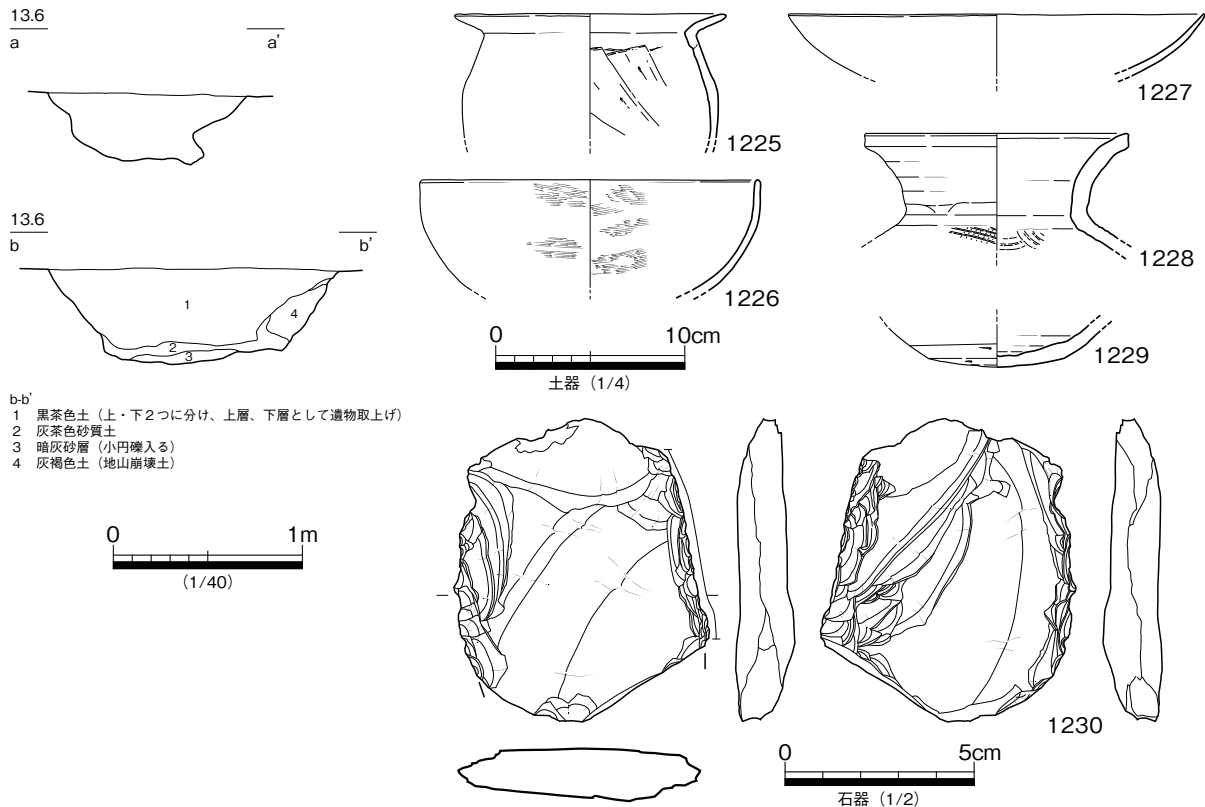 13.6
a a'
13.6
b b'
b-b'
1 黒茶色土（上・下２つに分け、上層、下層として遺物取上げ）
2 灰茶色砂質土
3 暗灰砂層（小円礫入る）
4 灰褐色土（地山崩壊土）
0 1m
（1/40）
1
2
3
4
1225
1226
1227
1228
1229
0 10cm
土器（1/4）
1230
0 5cm
石器（1/2）